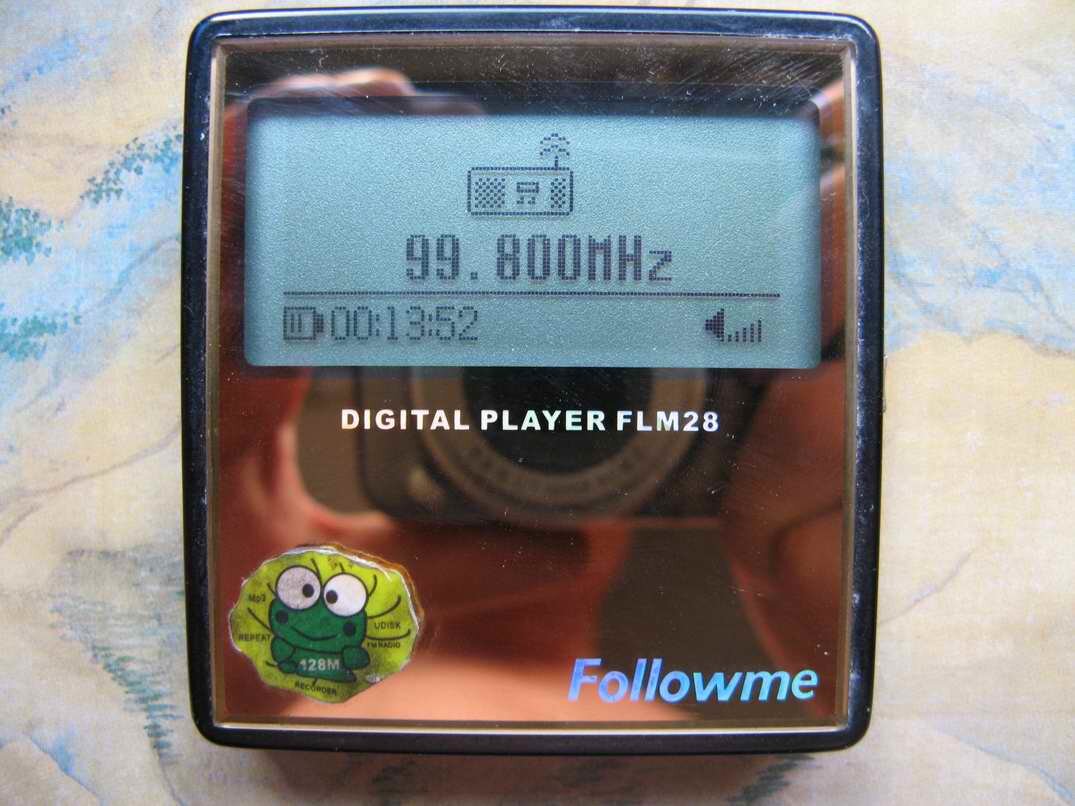 99.800MHz
00:13:52
DIGITAL PLAYER FLM28
Mp3
UDISK
REPEAT
FM RADIO
128M
RECORDER
Followme